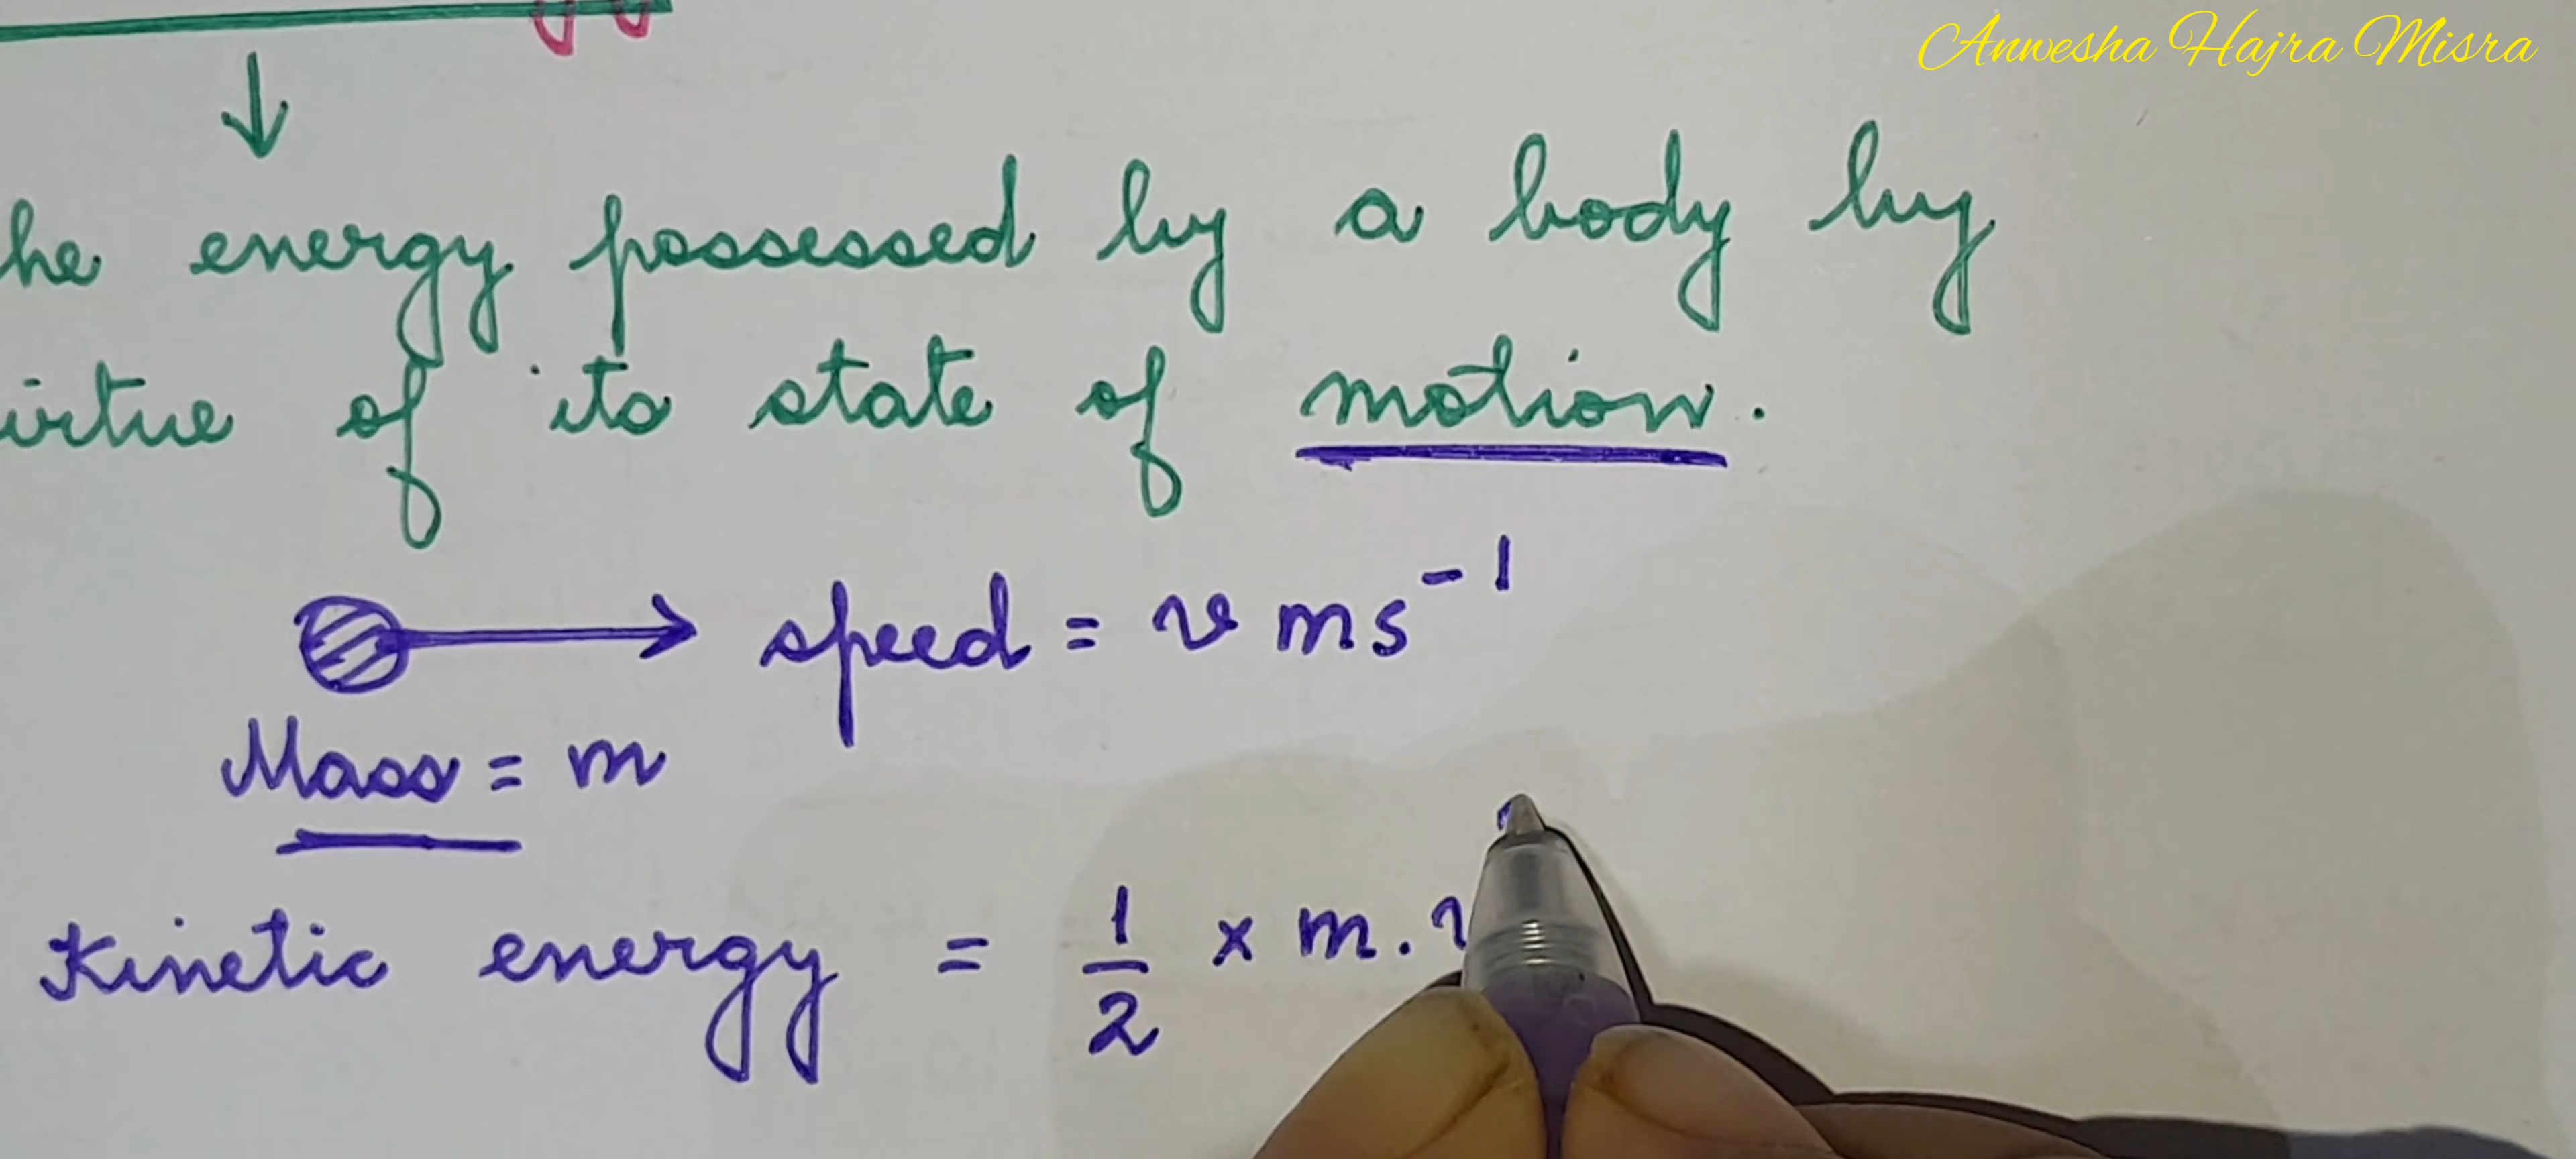 Anwesha Hajra Misra
he energy possessed by a body by
irtue of its state of motion.
speed = v ms⁻¹
Mass = m
Kinetic energy = 1/2 × m .